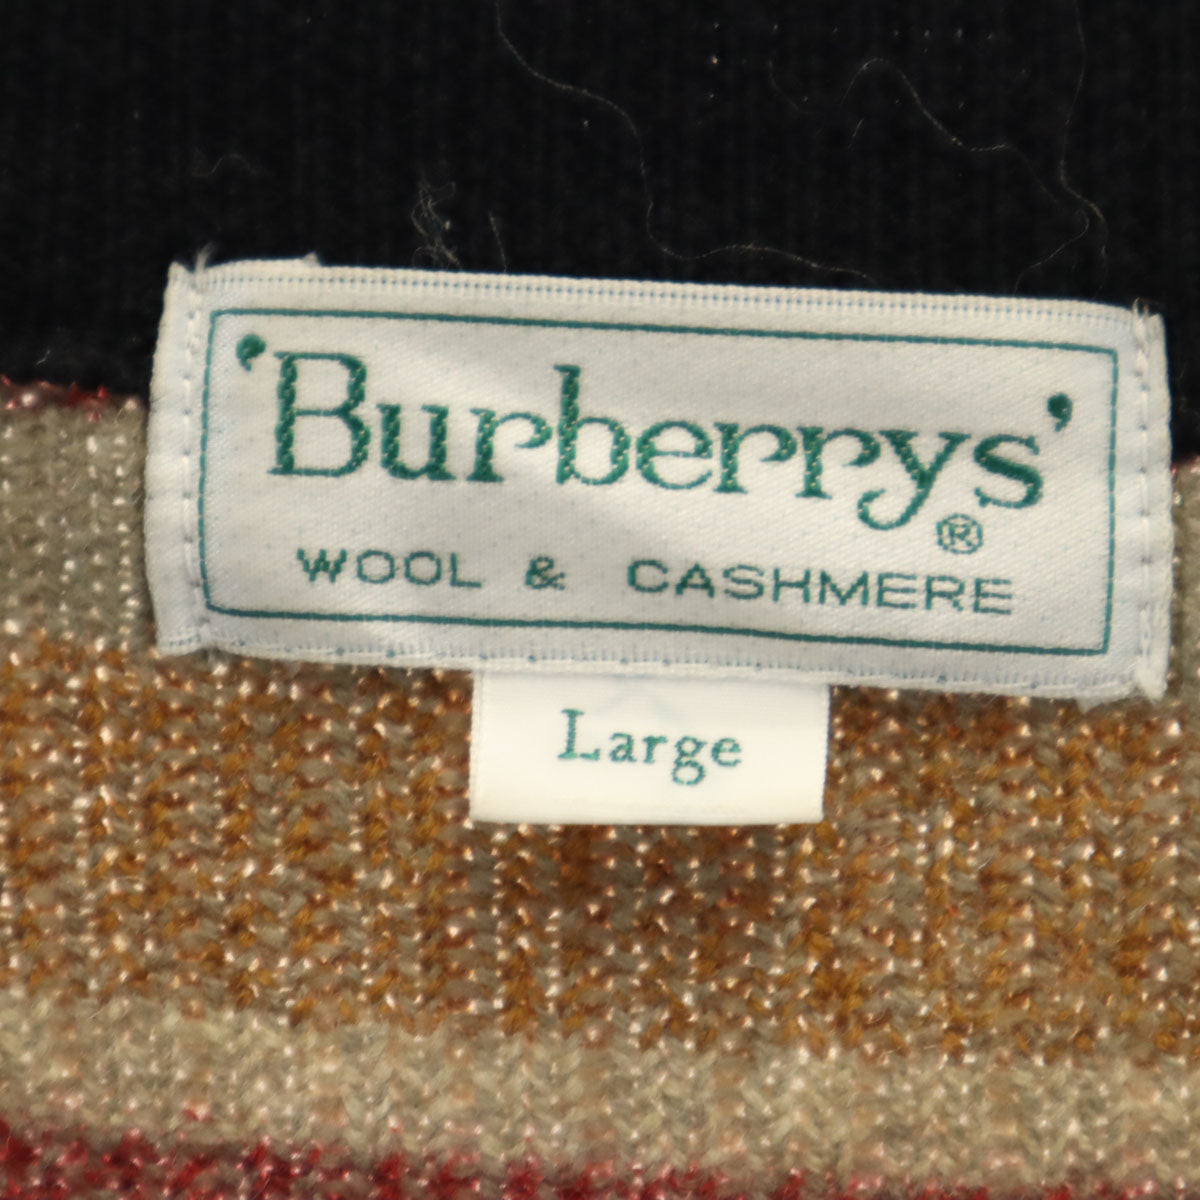 'Burberrys'
®
WOOL & CASHMERE
Large